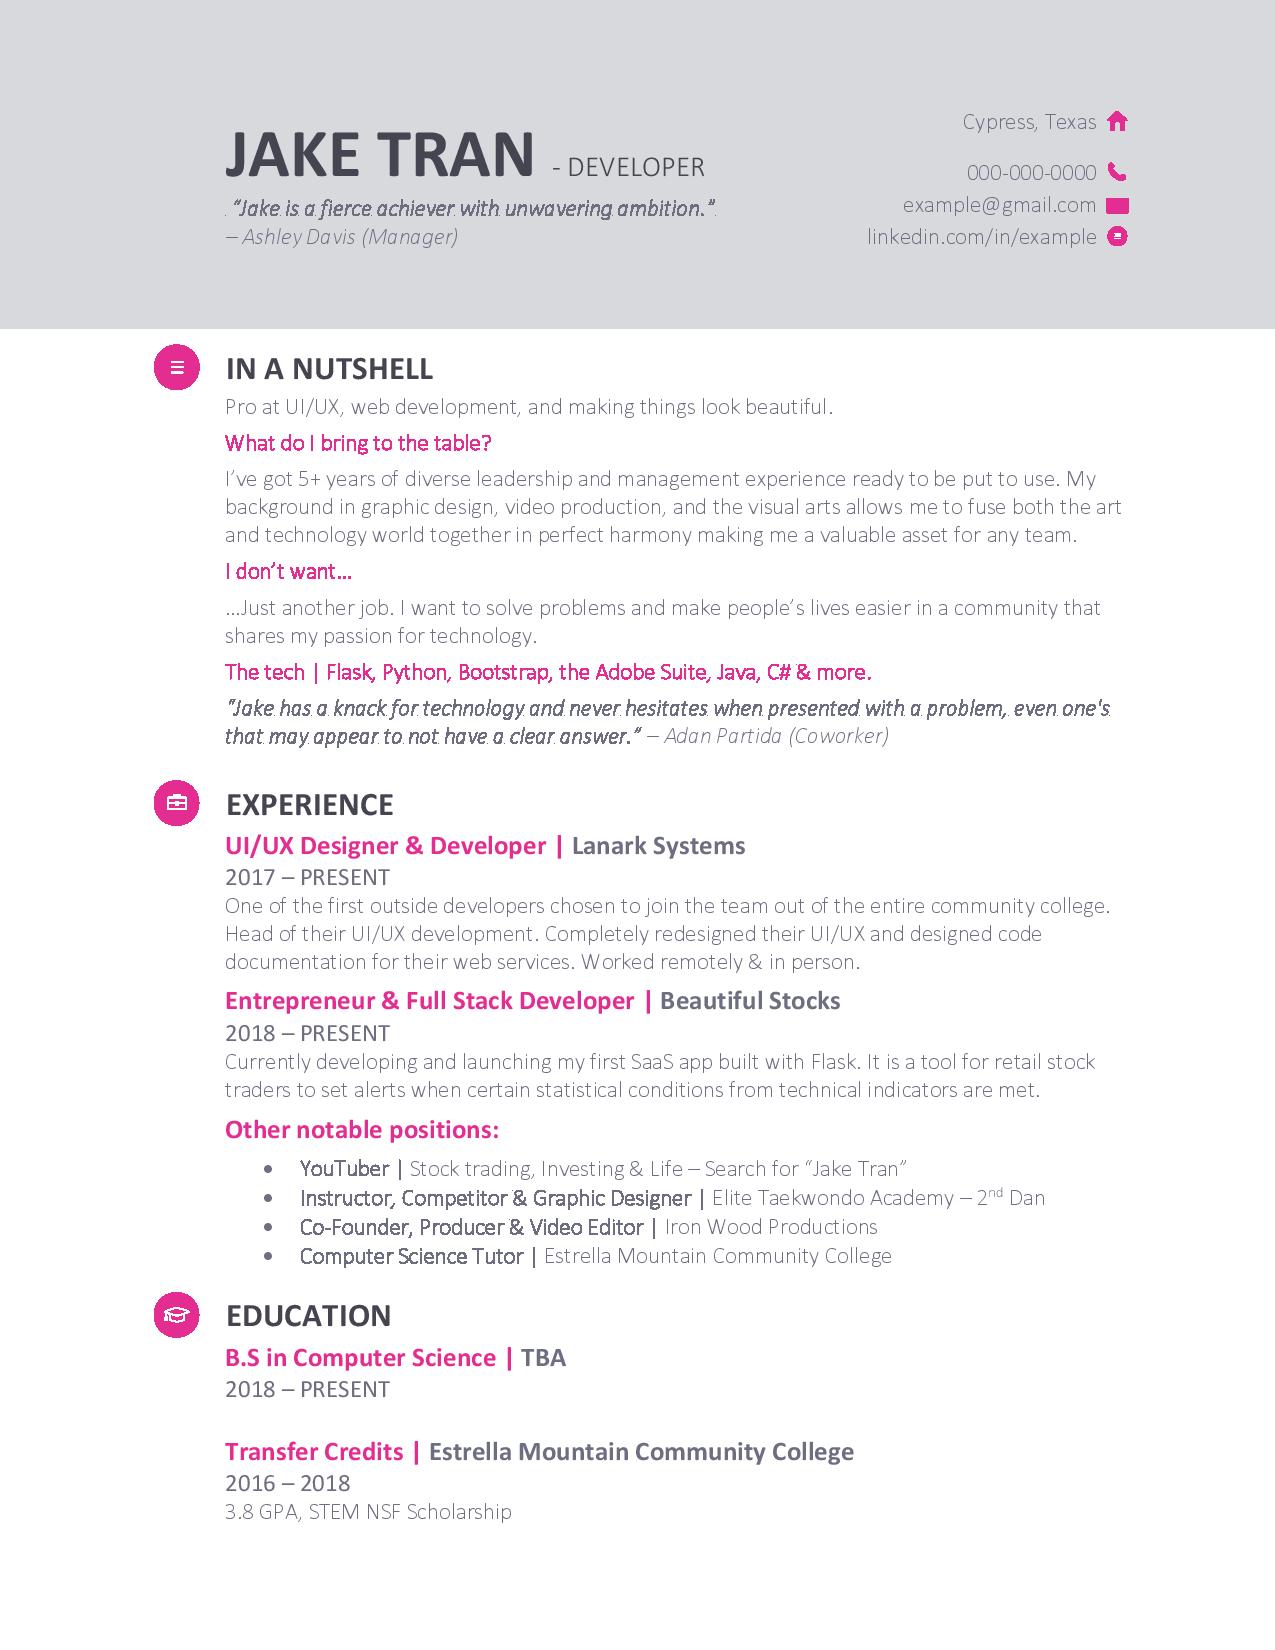 JAKE TRAN - DEVELOPER
“Jake is a fierce achiever with unwavering ambition.”
– Ashley Davis (Manager)
Cypress, Texas
000-000-0000
example@gmail.com
linkedin.com/in/example
IN A NUTSHELL
Pro at UI/UX, web development, and making things look beautiful.
What do I bring to the table?
I’ve got 5+ years of diverse leadership and management experience ready to be put to use. My
background in graphic design, video production, and the visual arts allows me to fuse both the art
and technology world together in perfect harmony making me a valuable asset for any team.
I don’t want…
…Just another job. I want to solve problems and make people’s lives easier in a community that
shares my passion for technology.
The tech | Flask, Python, Bootstrap, the Adobe Suite, Java, C# & more.
“Jake has a knack for technology and never hesitates when presented with a problem, even one's
that may appear to not have a clear answer.” – Adan Partida (Coworker)
EXPERIENCE
UI/UX Designer & Developer | Lanark Systems
2017 – PRESENT
One of the first outside developers chosen to join the team out of the entire community college.
Head of their UI/UX development. Completely redesigned their UI/UX and designed code
documentation for their web services. Worked remotely & in person.
Entrepreneur & Full Stack Developer | Beautiful Stocks
2018 – PRESENT
Currently developing and launching my first SaaS app built with Flask. It is a tool for retail stock
traders to set alerts when certain statistical conditions from technical indicators are met.
Other notable positions:
• YouTuber | Stock trading, Investing & Life – Search for “Jake Tran”
• Instructor, Competitor & Graphic Designer | Elite Taekwondo Academy – 2nd Dan
• Co-Founder, Producer & Video Editor | Iron Wood Productions
• Computer Science Tutor | Estrella Mountain Community College
EDUCATION
B.S in Computer Science | TBA
2018 – PRESENT
Transfer Credits | Estrella Mountain Community College
2016 – 2018
3.8 GPA, STEM NSF Scholarship